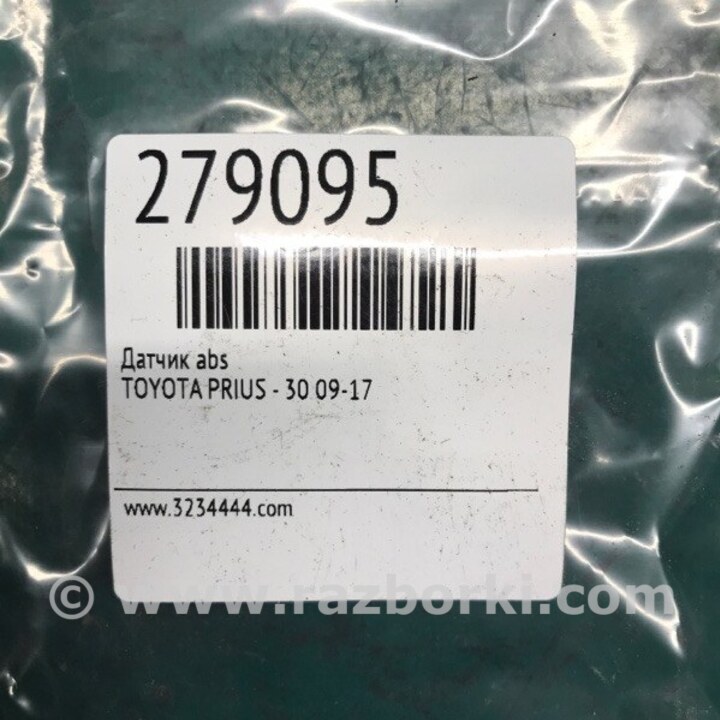 279095
Датчик abs
TOYOTA PRIUS - 30 09-17
www.3234444.com
© www.razborki.com